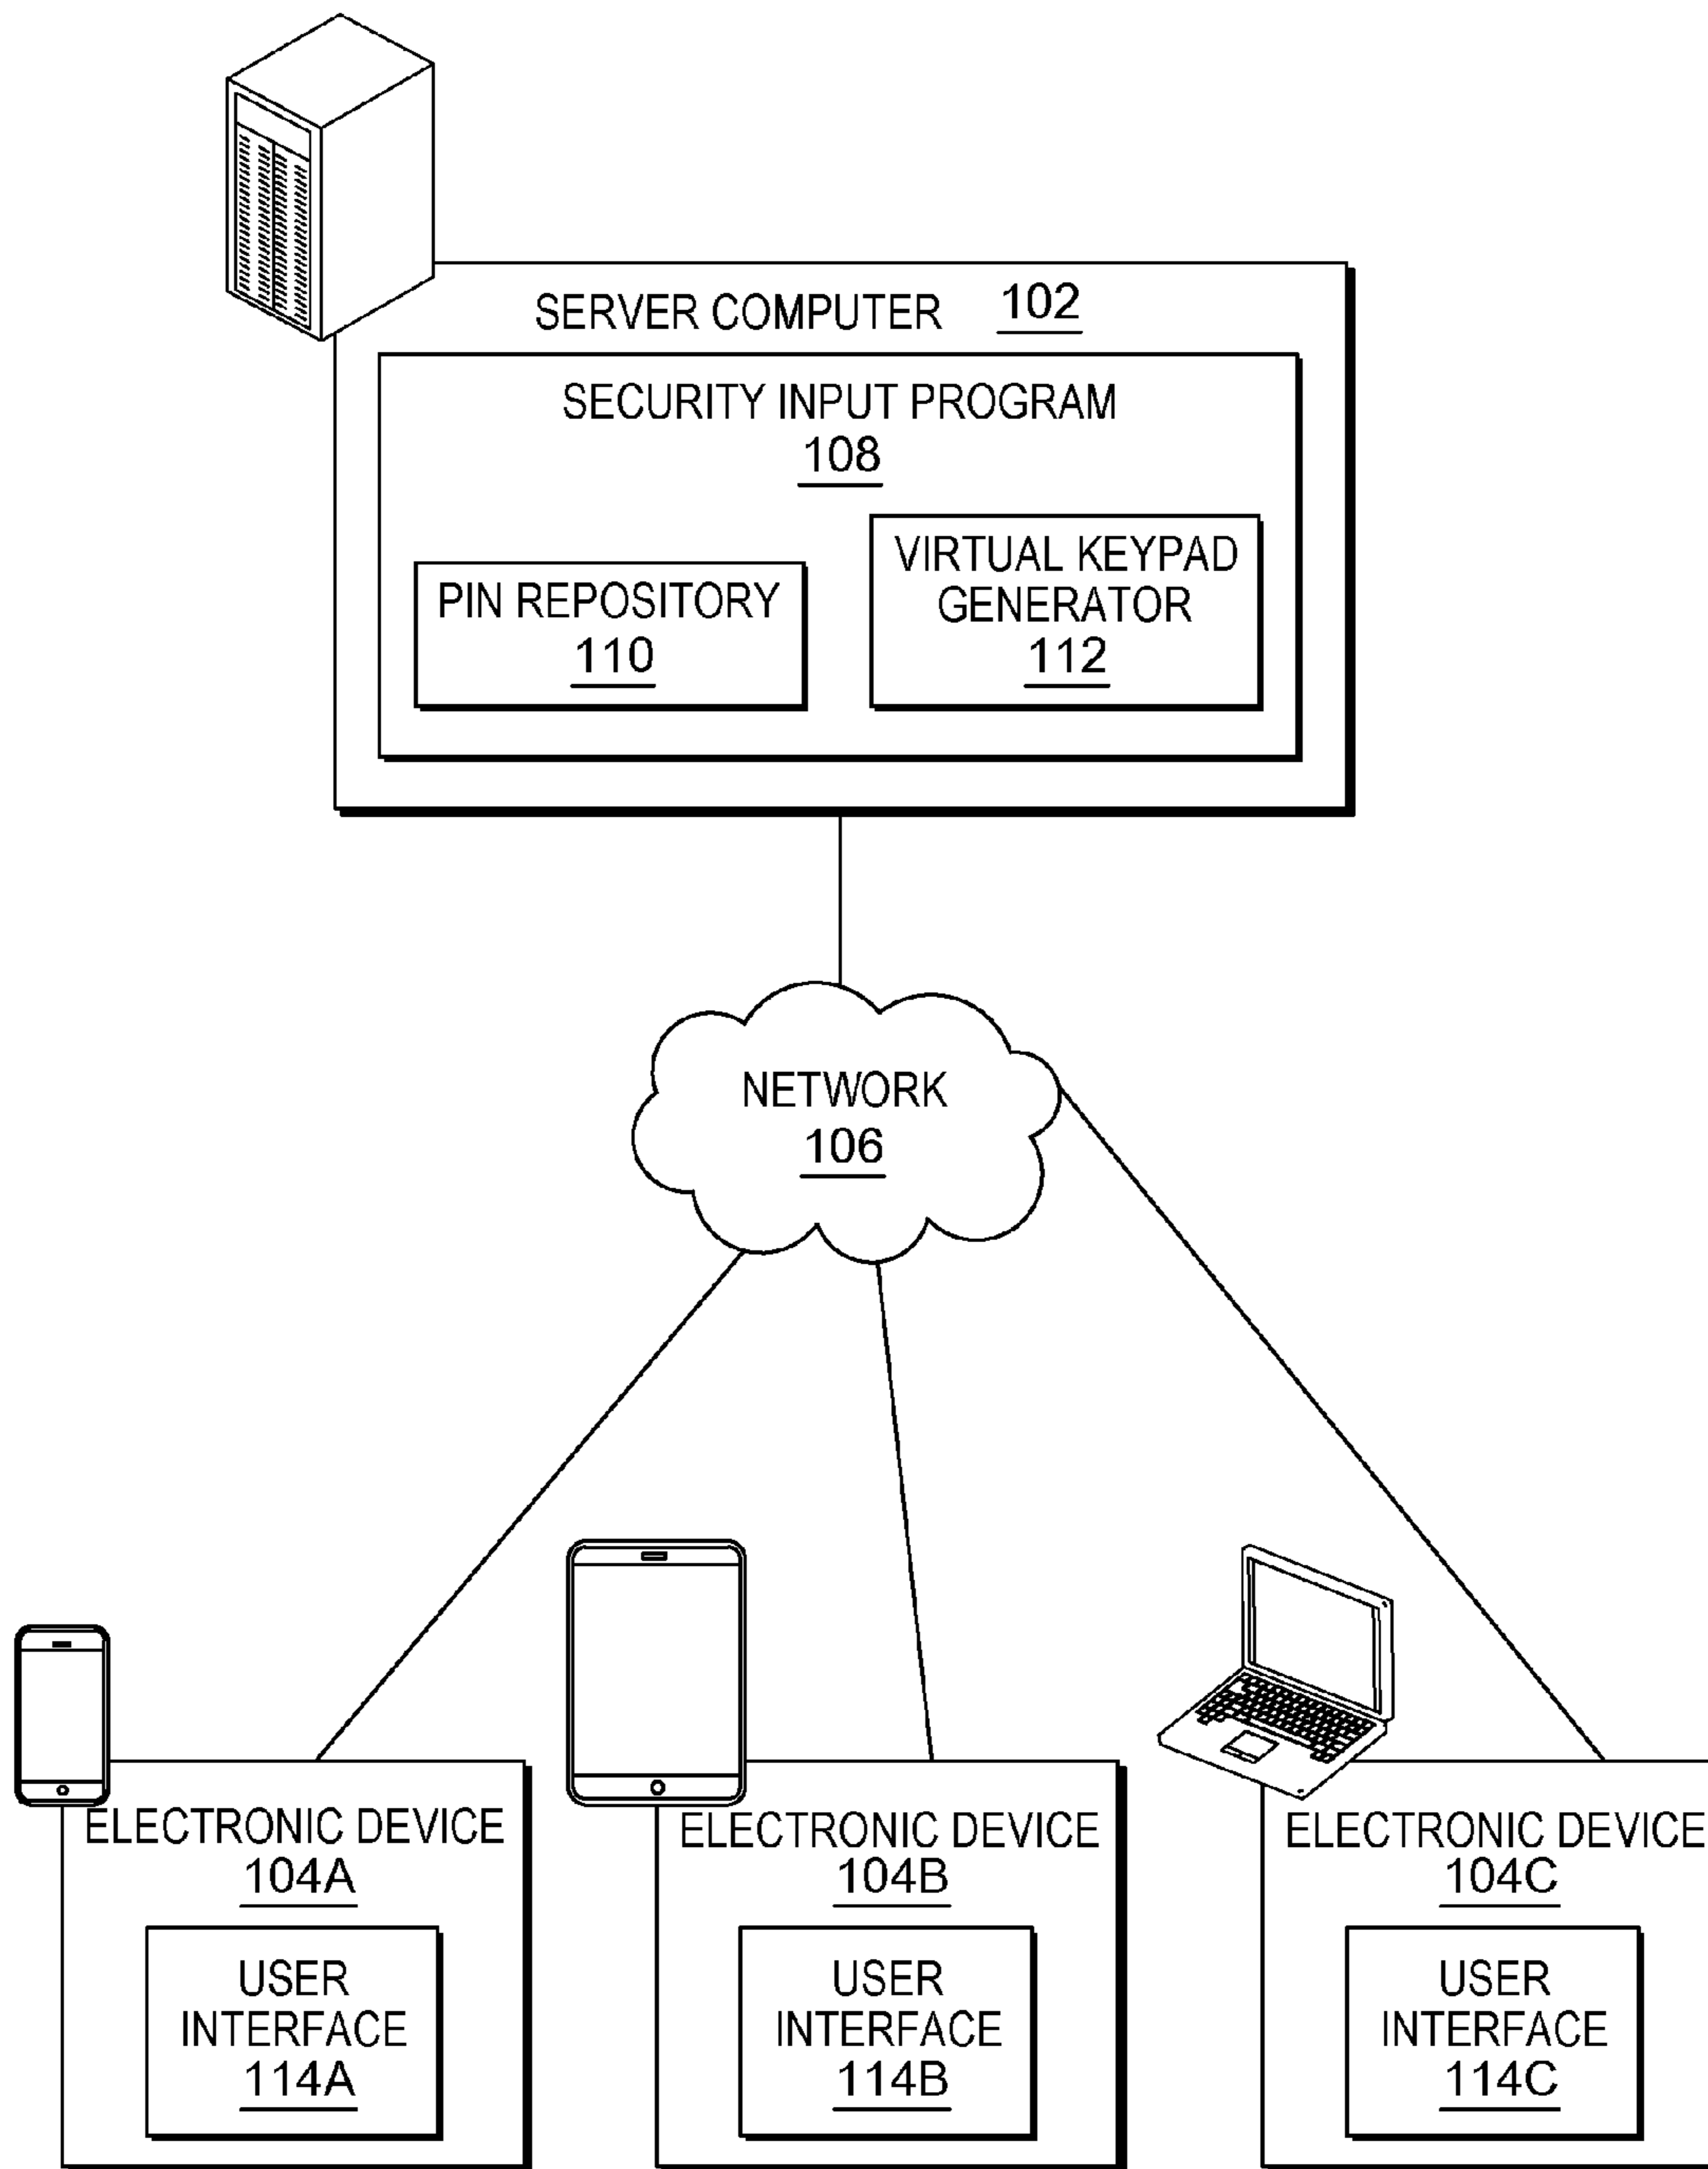 SERVER COMPUTER 102
SECURITY INPUT PROGRAM
108
PIN REPOSITORY
110
VIRTUAL KEYPAD
GENERATOR
112
NETWORK
106
ELECTRONIC DEVICE
104A
USER
INTERFACE
114A
ELECTRONIC DEVICE
104B
USER
INTERFACE
114B
ELECTRONIC DEVICE
104C
USER
INTERFACE
114C